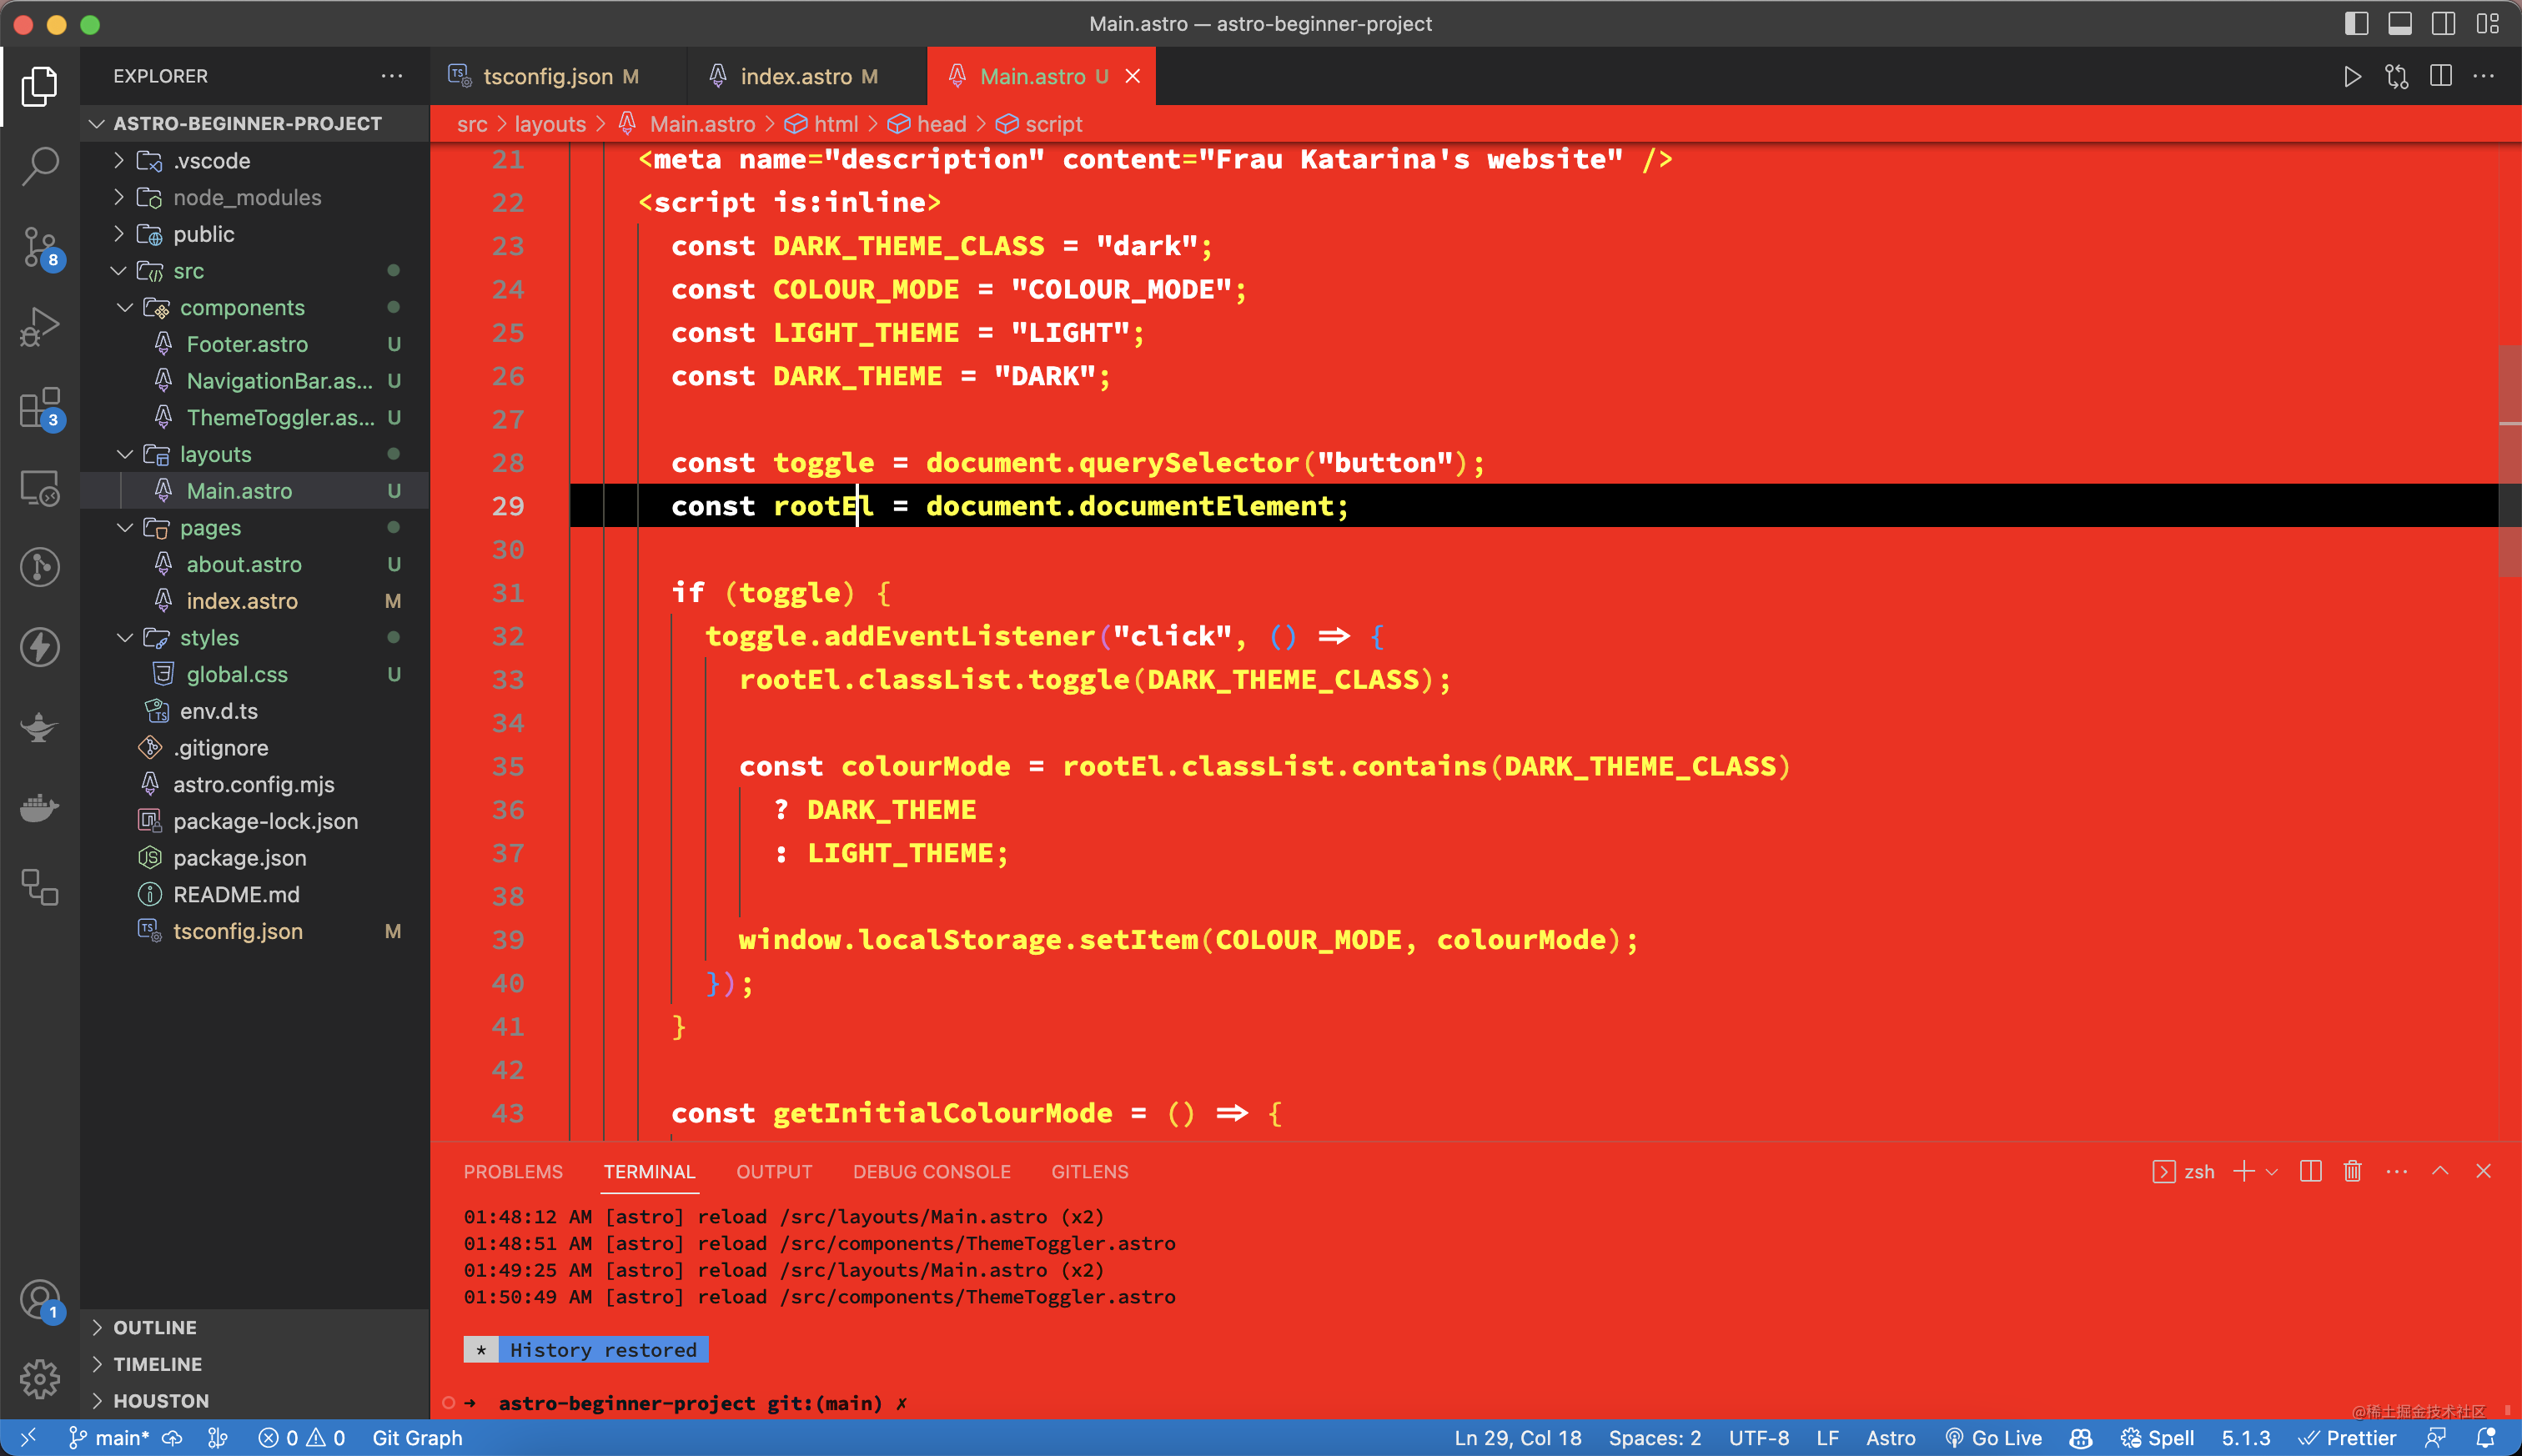 Main.astro — astro-beginner-project
EXPLORER
tsconfig.json M
index.astro M
Main.astro U
ASTRO-BEGINNER-PROJECT
src > layouts > Main.astro > html > head > script
.vscode
node_modules
public
src
components
Footer.astro U
NavigationBar.as... U
ThemeToggler.as... U
layouts
Main.astro U
pages
about.astro U
index.astro M
styles
global.css U
env.d.ts
.gitignore
astro.config.mjs
package-lock.json
package.json
README.md
tsconfig.json M
OUTLINE
TIMELINE
HOUSTON
8
3
1
21 <meta name="description" content="Frau Katarina's website" />
22 <script is:inline>
23 const DARK_THEME_CLASS = "dark";
24 const COLOUR_MODE = "COLOUR_MODE";
25 const LIGHT_THEME = "LIGHT";
26 const DARK_THEME = "DARK";
27
28 const toggle = document.querySelector("button");
29 const rootEl = document.documentElement;
30
31 if (toggle) {
32 toggle.addEventListener("click", () => {
33 rootEl.classList.toggle(DARK_THEME_CLASS);
34
35 const colourMode = rootEl.classList.contains(DARK_THEME_CLASS)
36 ? DARK_THEME
37 : LIGHT_THEME;
38
39 window.localStorage.setItem(COLOUR_MODE, colourMode);
40 });
41 }
42
43 const getInitialColourMode = () => {
PROBLEMS TERMINAL OUTPUT DEBUG CONSOLE GITLENS
zsh
01:48:12 AM [astro] reload /src/layouts/Main.astro (x2)
01:48:51 AM [astro] reload /src/components/ThemeToggler.astro
01:49:25 AM [astro] reload /src/layouts/Main.astro (x2)
01:50:49 AM [astro] reload /src/components/ThemeToggler.astro
* History restored
➜ astro-beginner-project git:(main) ✗
@稀土掘金技术社区
main* 0 0 Git Graph Ln 29, Col 18 Spaces: 2 UTF-8 LF Astro Go Live Spell 5.1.3 Prettier